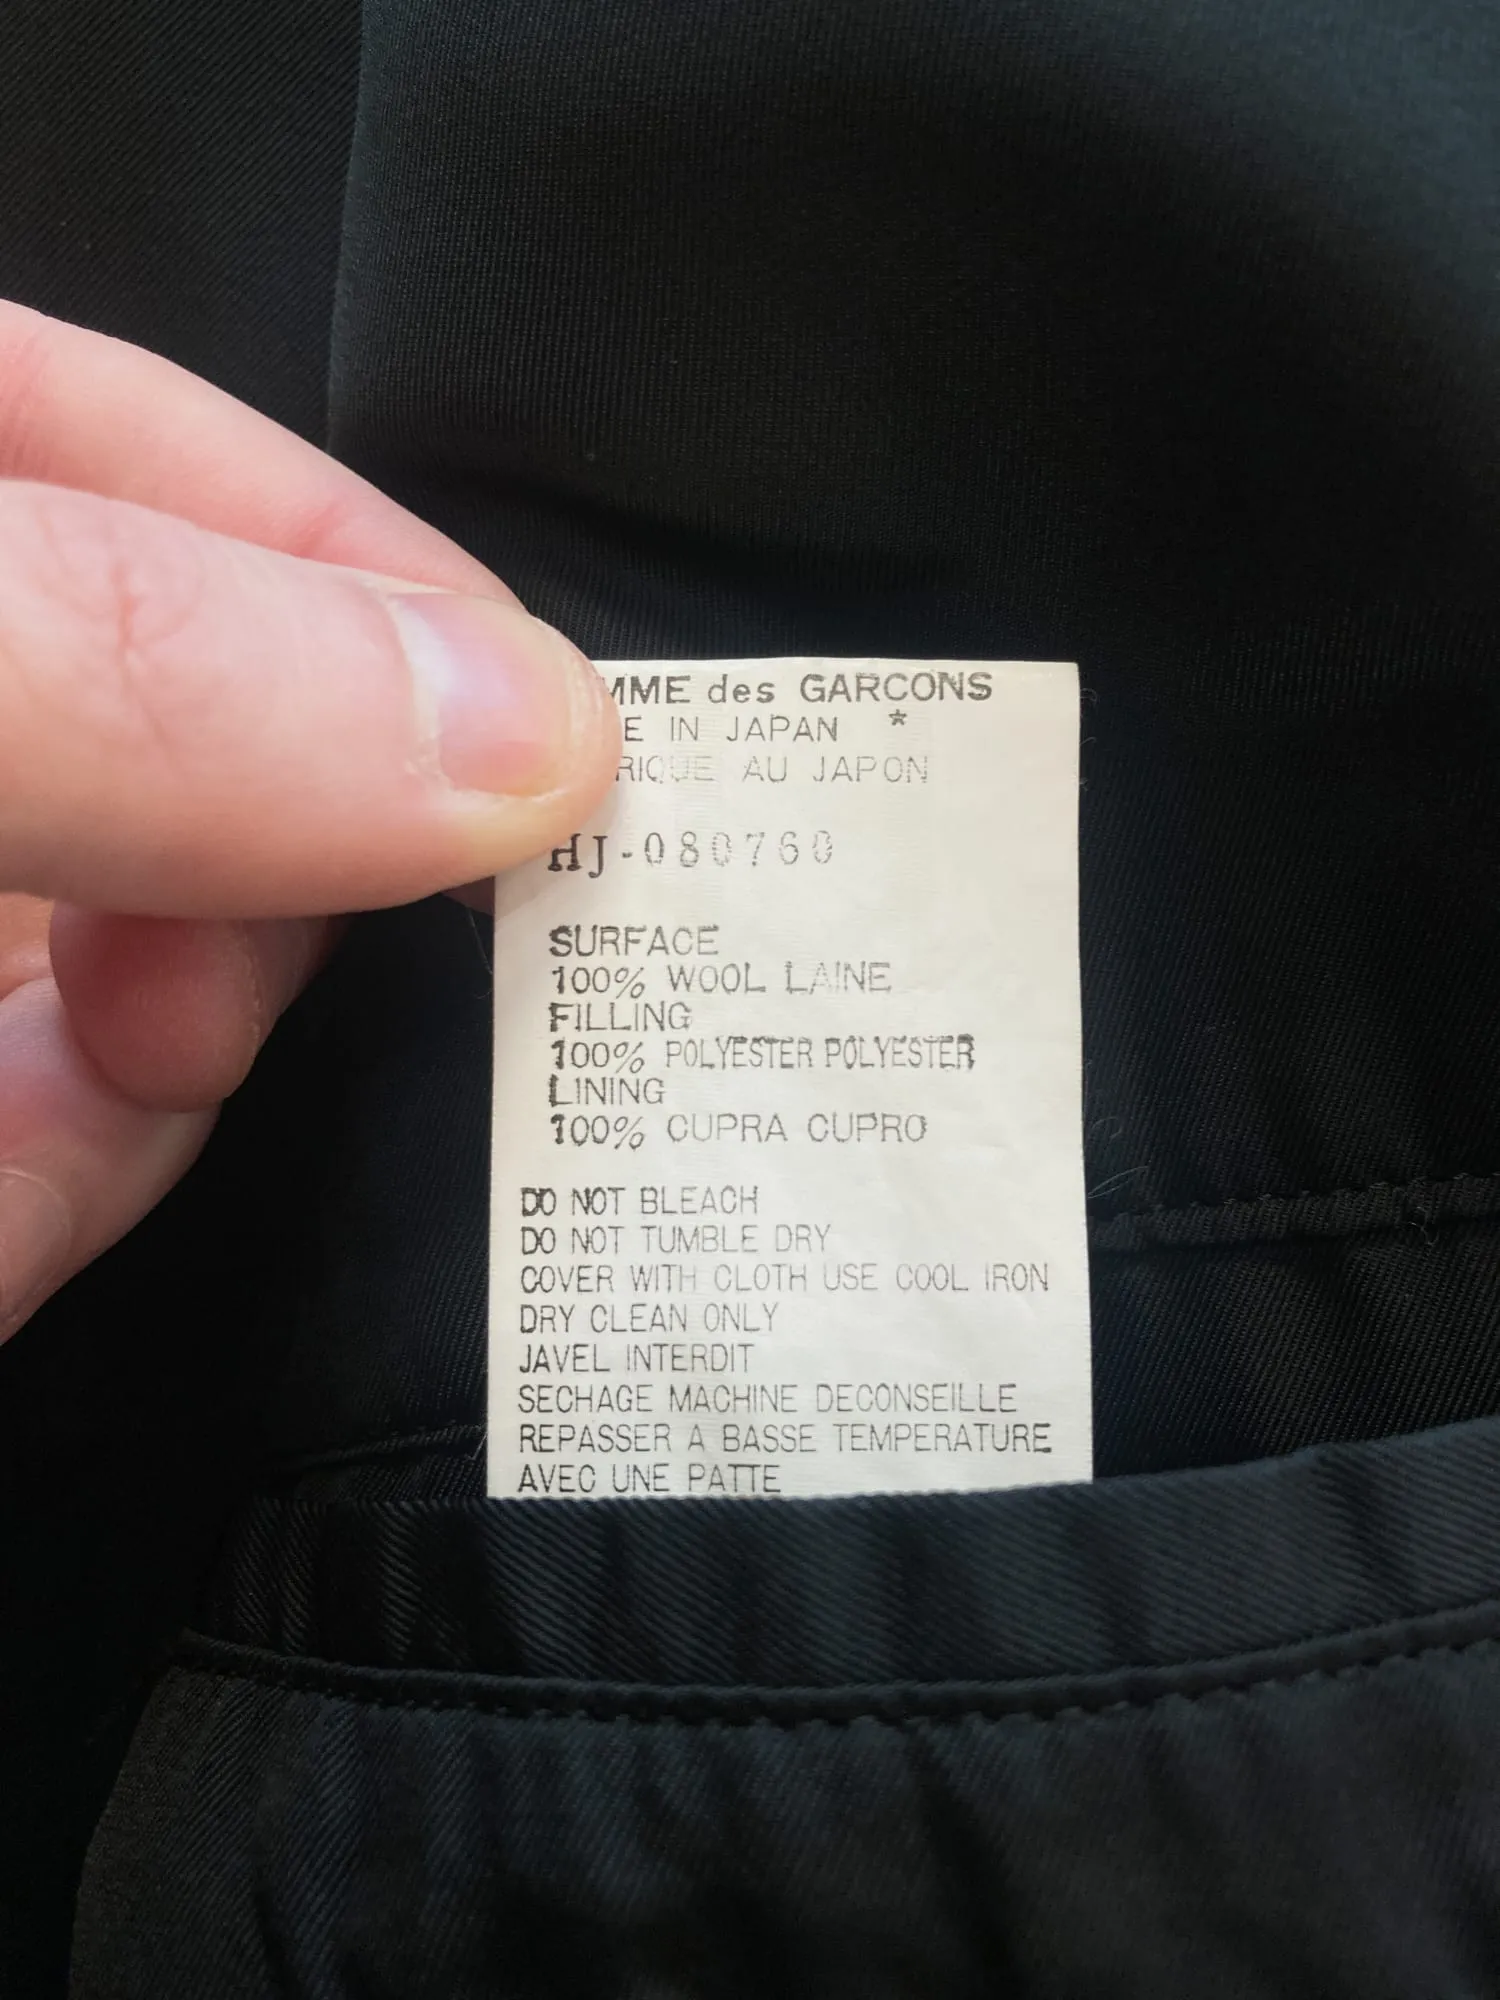 MME des GARCONS
E IN JAPAN *
RIQUE AU JAPON
HJ-080760
SURFACE
100% WOOL LAINE
FILLING
100% POLYESTER POLYESTER
LINING
100% CUPRA CUPRO
DO NOT BLEACH
DO NOT TUMBLE DRY
COVER WITH CLOTH USE COOL IRON
DRY CLEAN ONLY
JAVEL INTERDIT
SECHAGE MACHINE DECONSEILLE
REPASSER A BASSE TEMPERATURE
AVEC UNE PATTE